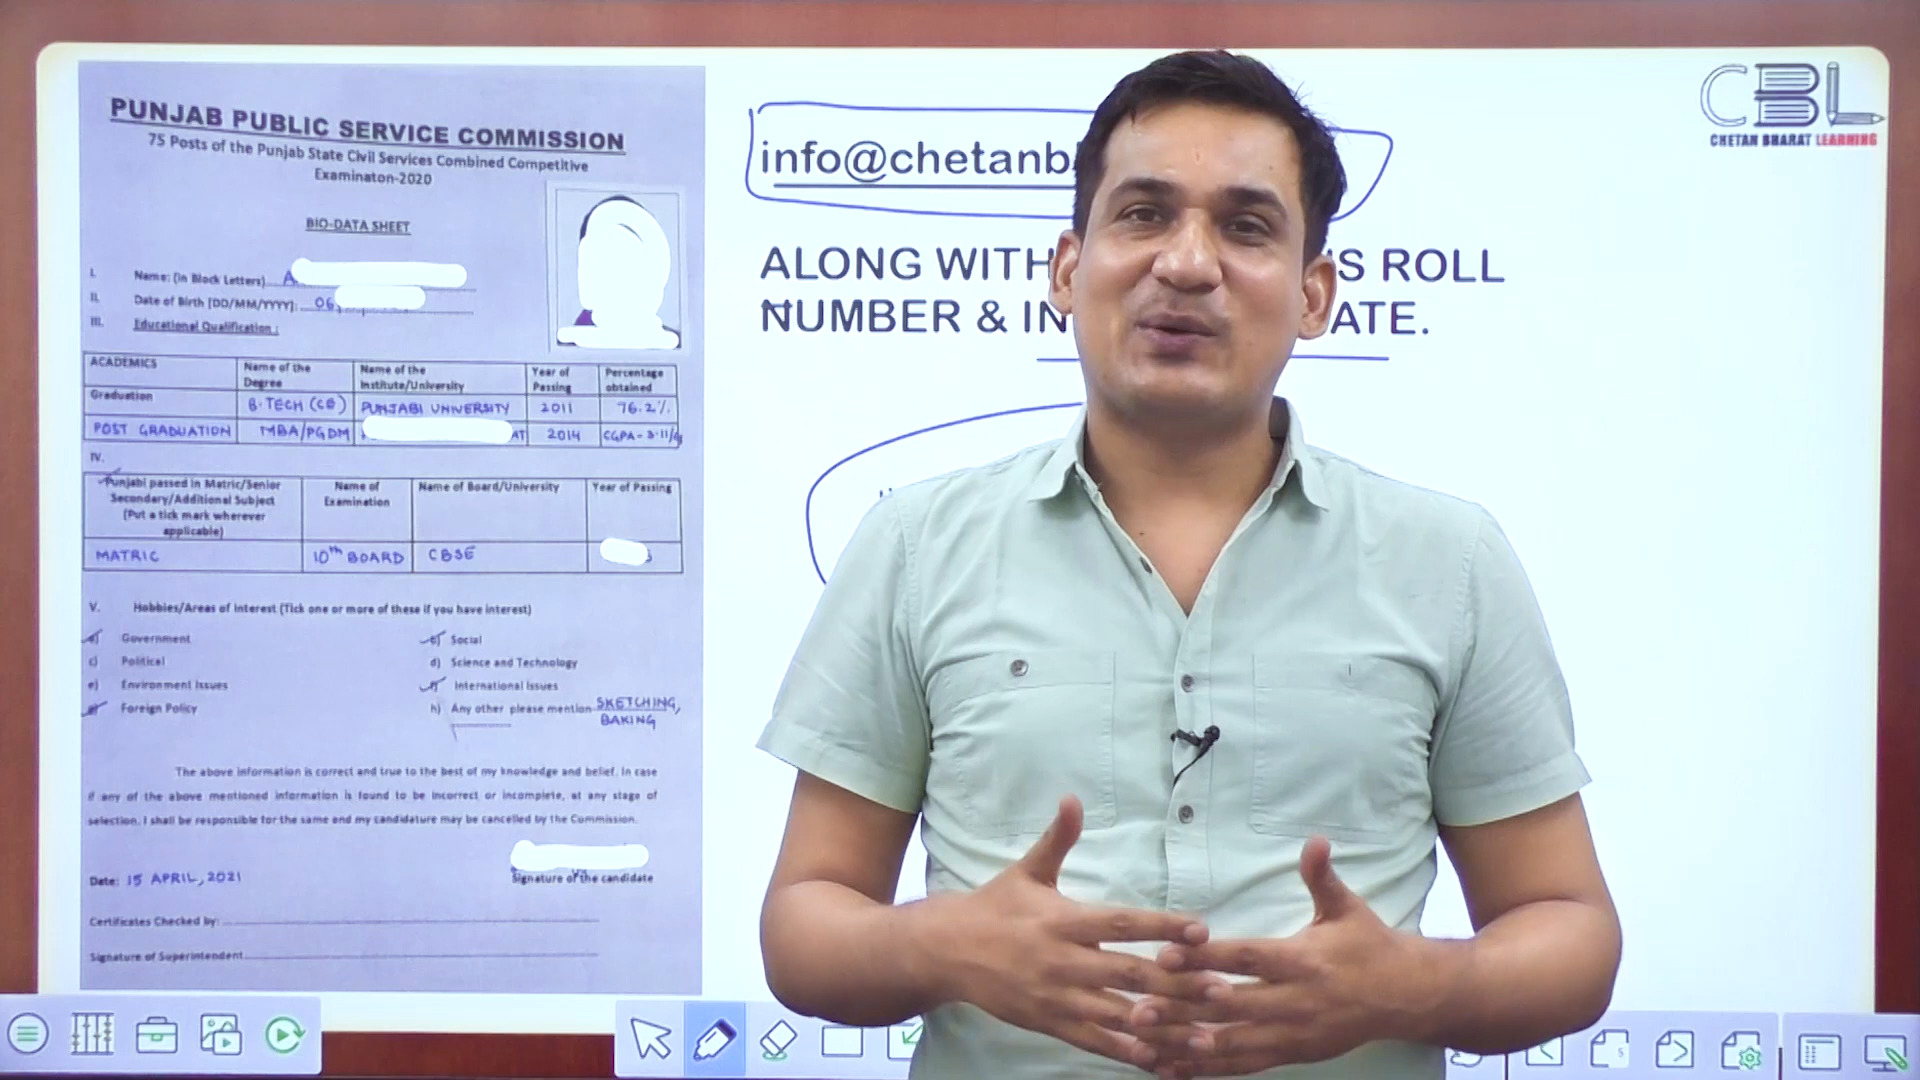 PUNJAB PUBLIC SERVICE COMMISSION
75 Posts of the Punjab State Civil Services Combined Competitive
Examinaton-2020
BIO-DATA SHEET
I. Name: (in Block Letters) A
II. Date of Birth (DD/MM/YYYY): 06
III. Educational Qualification :
ACADEMICS Name of the Degree Name of the Institute/University Year of Passing Percentage obtained
Graduation B.TECH (CE) PUNJABI UNIVERSITY 2011 76.2%
POST GRADUATION MBA/PGDM AT 2014 CGPA - 3.11/4
IV.
Punjabi passed in Matric/Senior Secondary/Additional Subject (Put a tick mark wherever applicable) Name of Examination Name of Board/University Year of Passing
MATRIC 10th BOARD CBSE
V. Hobbies/Areas of Interest (Tick one or more of these if you have interest)
a) Government b) Social
c) Political d) Science and Technology
e) Environment Issues f) International Issues
g) Foreign Policy h) Any other please mention SKETCHING,
BAKING
The above information is correct and true to the best of my knowledge and belief. In case
if any of the above mentioned information is found to be incorrect or incomplete, at any stage of
selection. I shall be responsible for the same and my candidature may be cancelled by the Commission.
Date: 15 APRIL, 2021 Signature of the candidate
Certificates Checked by:
Signature of Superintendent
info@chetanb
ALONG WITH 'S ROLL
NUMBER & IN ATE.
CBL
CHETAN BHARAT LEARNING